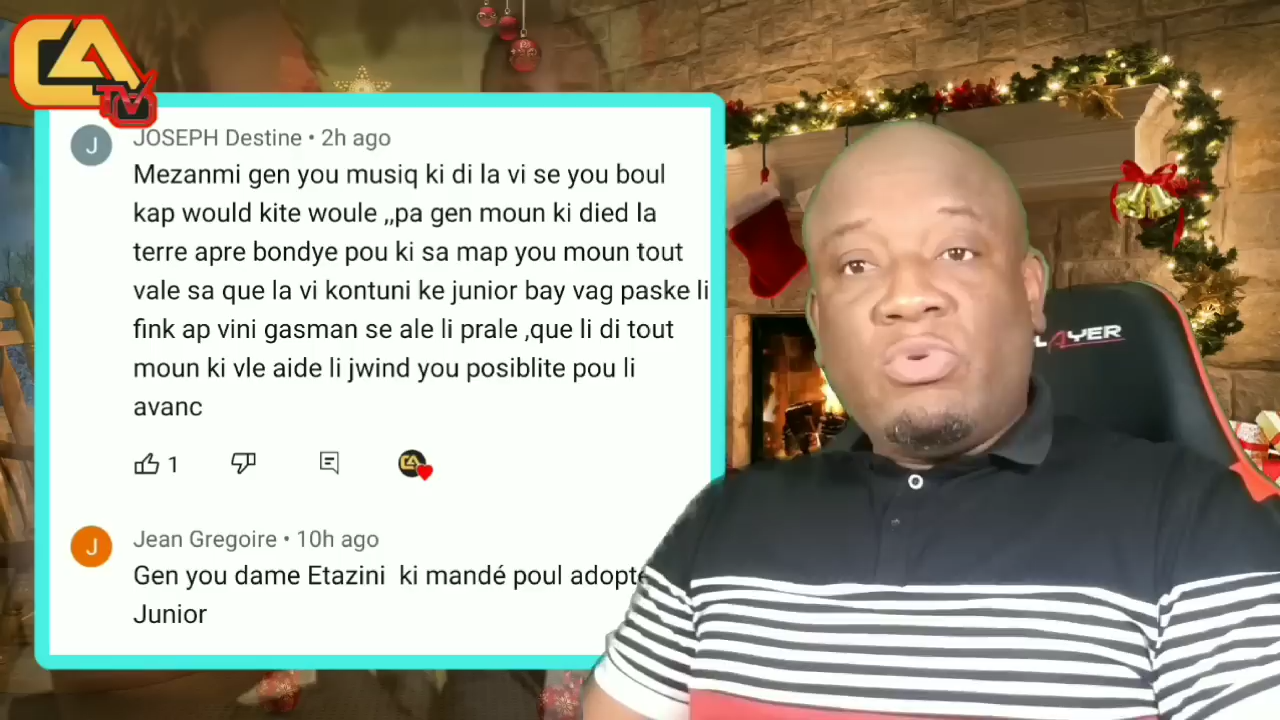 CA
TV
JOSEPH Destine • 2h ago
Mezanmi gen you musiq ki di la vi se you boul
kap would kite woule ,,pa gen moun ki died la
terre apre bondye pou ki sa map you moun tout
vale sa que la vi kontuni ke junior bay vag paske li
fink ap vini gasman se ale li prale ,que li di tout
moun ki vle aide li jwind you posiblite pou li
avanc
1
J
Jean Gregoire • 10h ago
Gen you dame Etazini ki mandé poul adopte
Junior
J